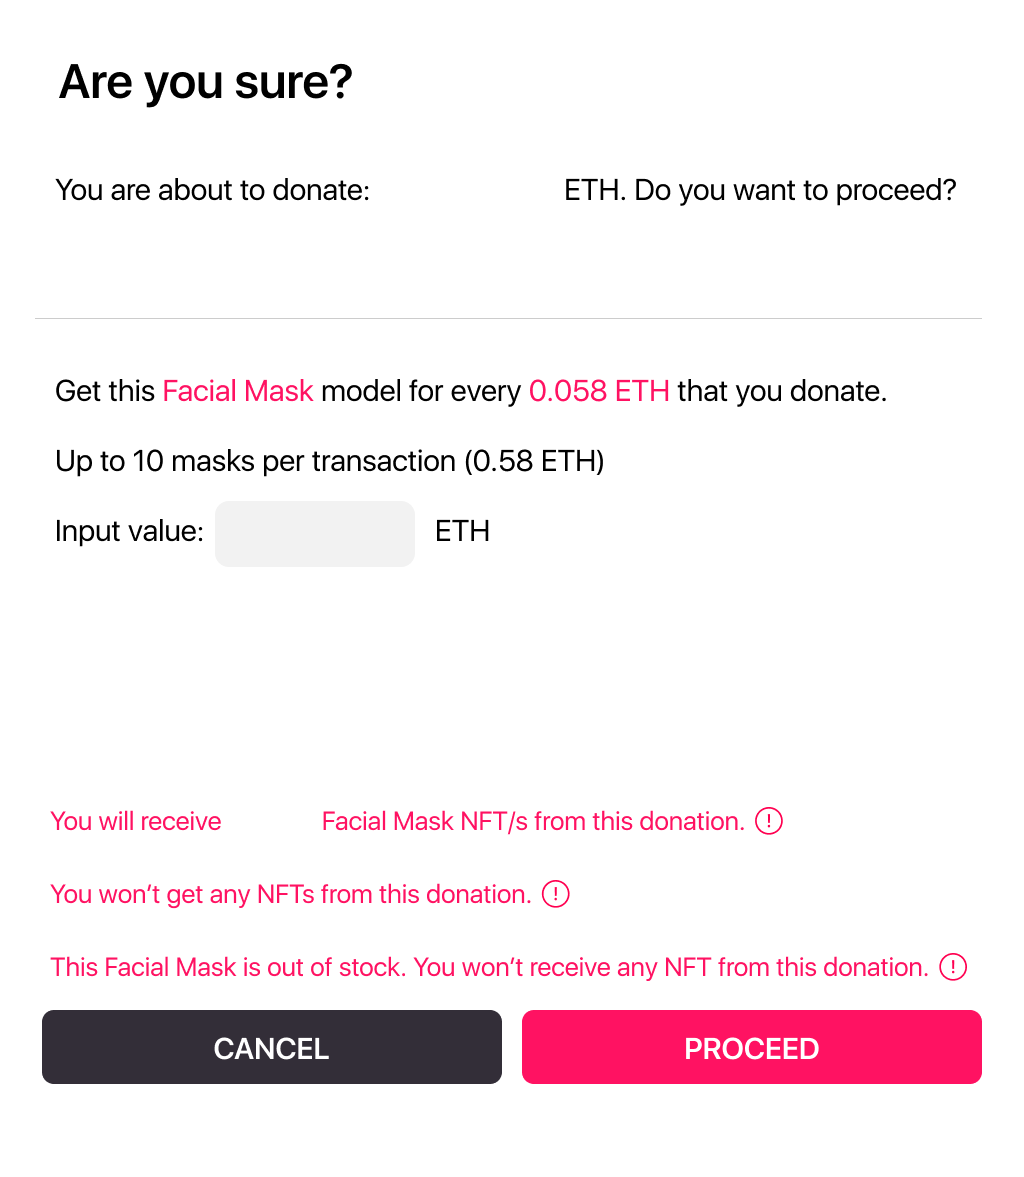 Are you sure?
You are about to donate: ETH. Do you want to proceed?
Get this Facial Mask model for every 0.058 ETH that you donate.
Up to 10 masks per transaction (0.58 ETH)
Input value: ETH
You will receive Facial Mask NFT/s from this donation.
You won’t get any NFTs from this donation.
This Facial Mask is out of stock. You won’t receive any NFT from this donation.
CANCEL PROCEED